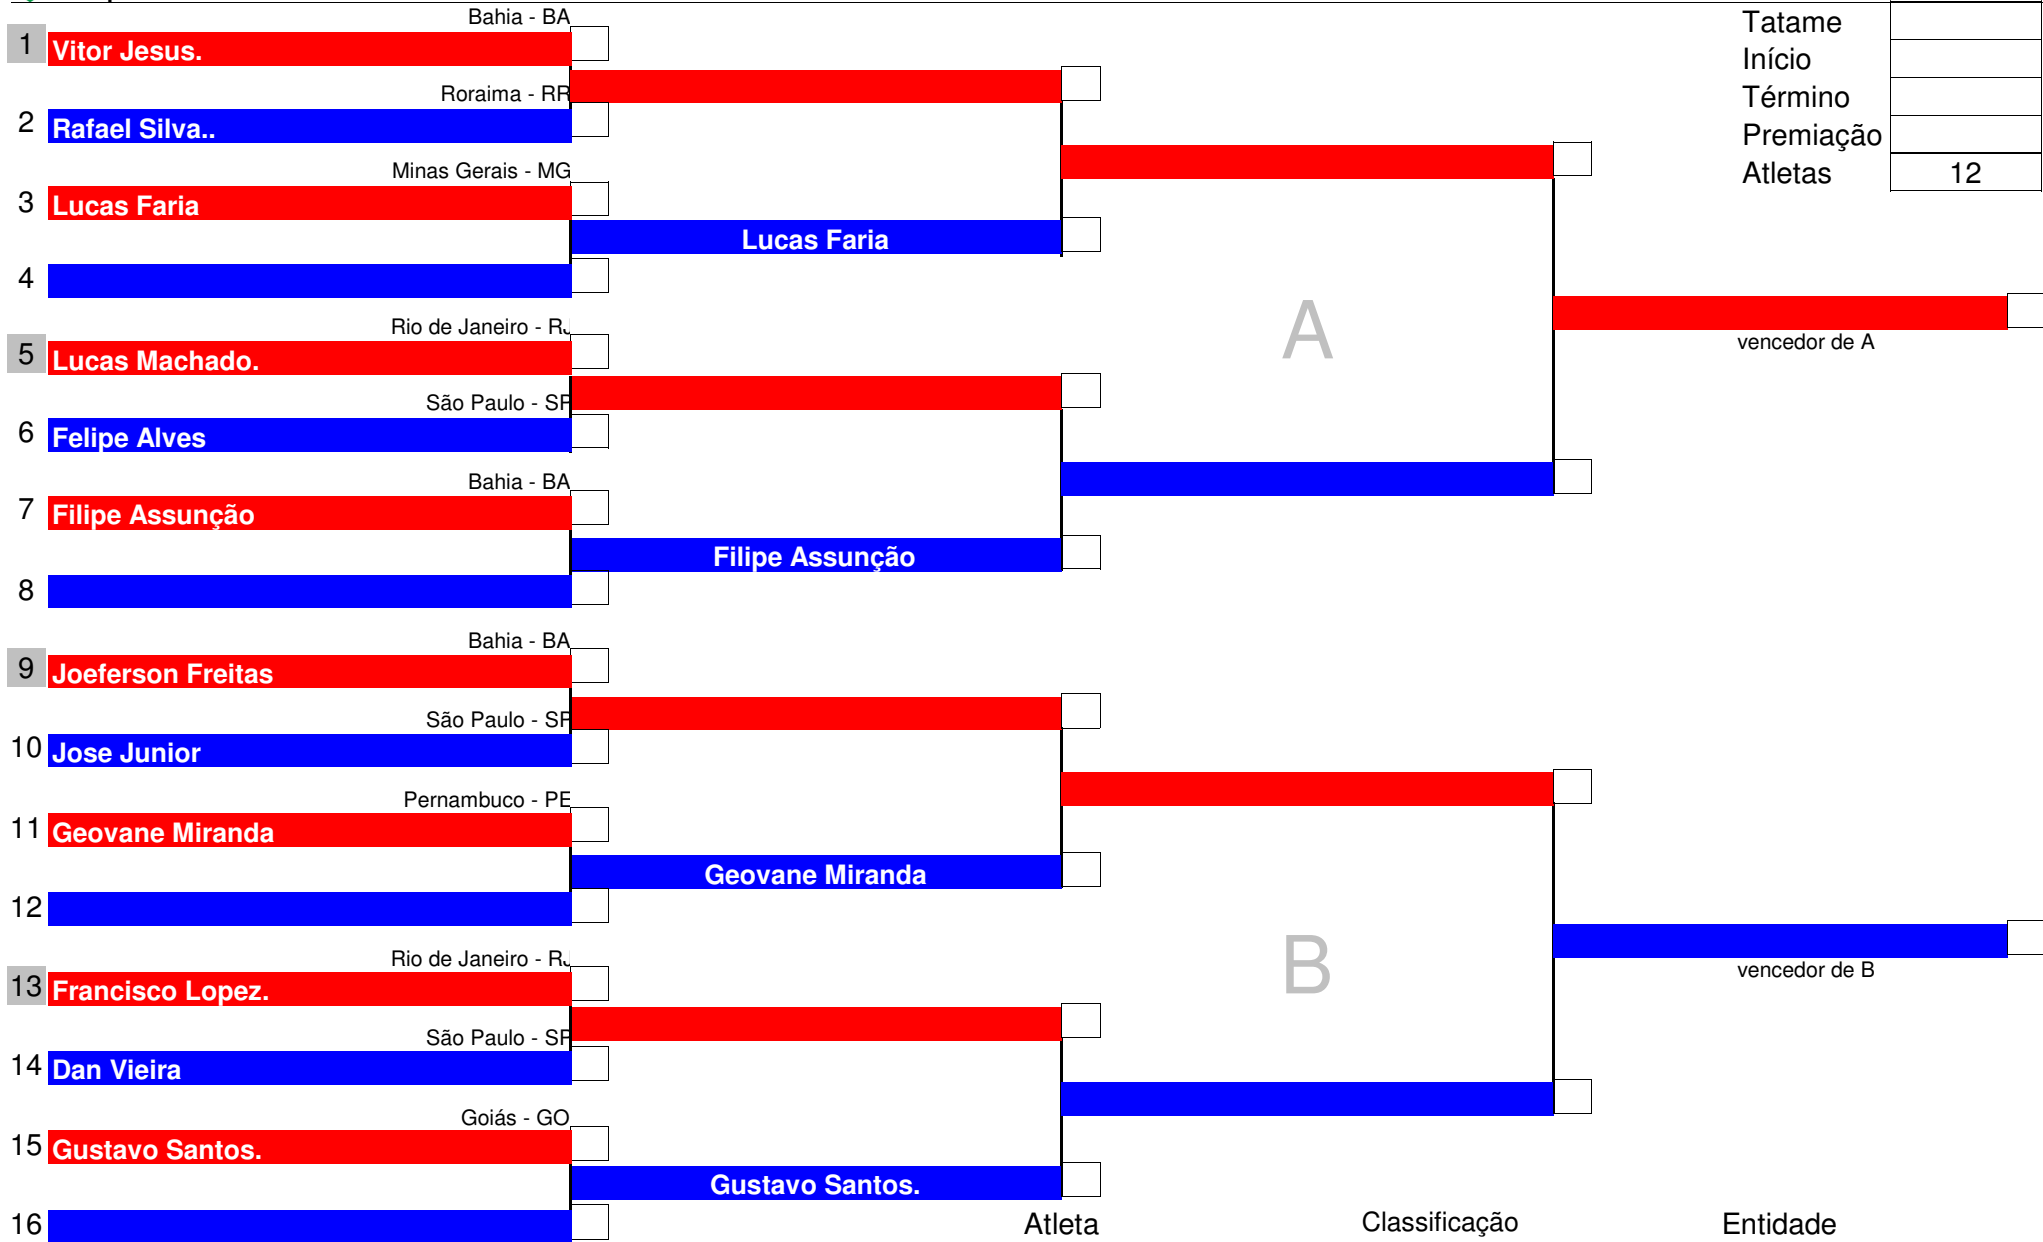 Bahia - BA
1 Vitor Jesus.
Roraima - RR
2 Rafael Silva..
Minas Gerais - MG
3 Lucas Faria
Lucas Faria
4
Rio de Janeiro - RJ
5 Lucas Machado.
São Paulo - SP
6 Felipe Alves
Bahia - BA
7 Filipe Assunção
Filipe Assunção
8
Bahia - BA
9 Joeferson Freitas
São Paulo - SP
10 Jose Junior
Pernambuco - PE
11 Geovane Miranda
Geovane Miranda
12
Rio de Janeiro - RJ
13 Francisco Lopez.
São Paulo - SP
14 Dan Vieira
Goiás - GO
15 Gustavo Santos.
Gustavo Santos.
16
A
B
vencedor de A
vencedor de B
Tatame
Início
Término
Premiação
Atletas 12
Atleta Classificação Entidade